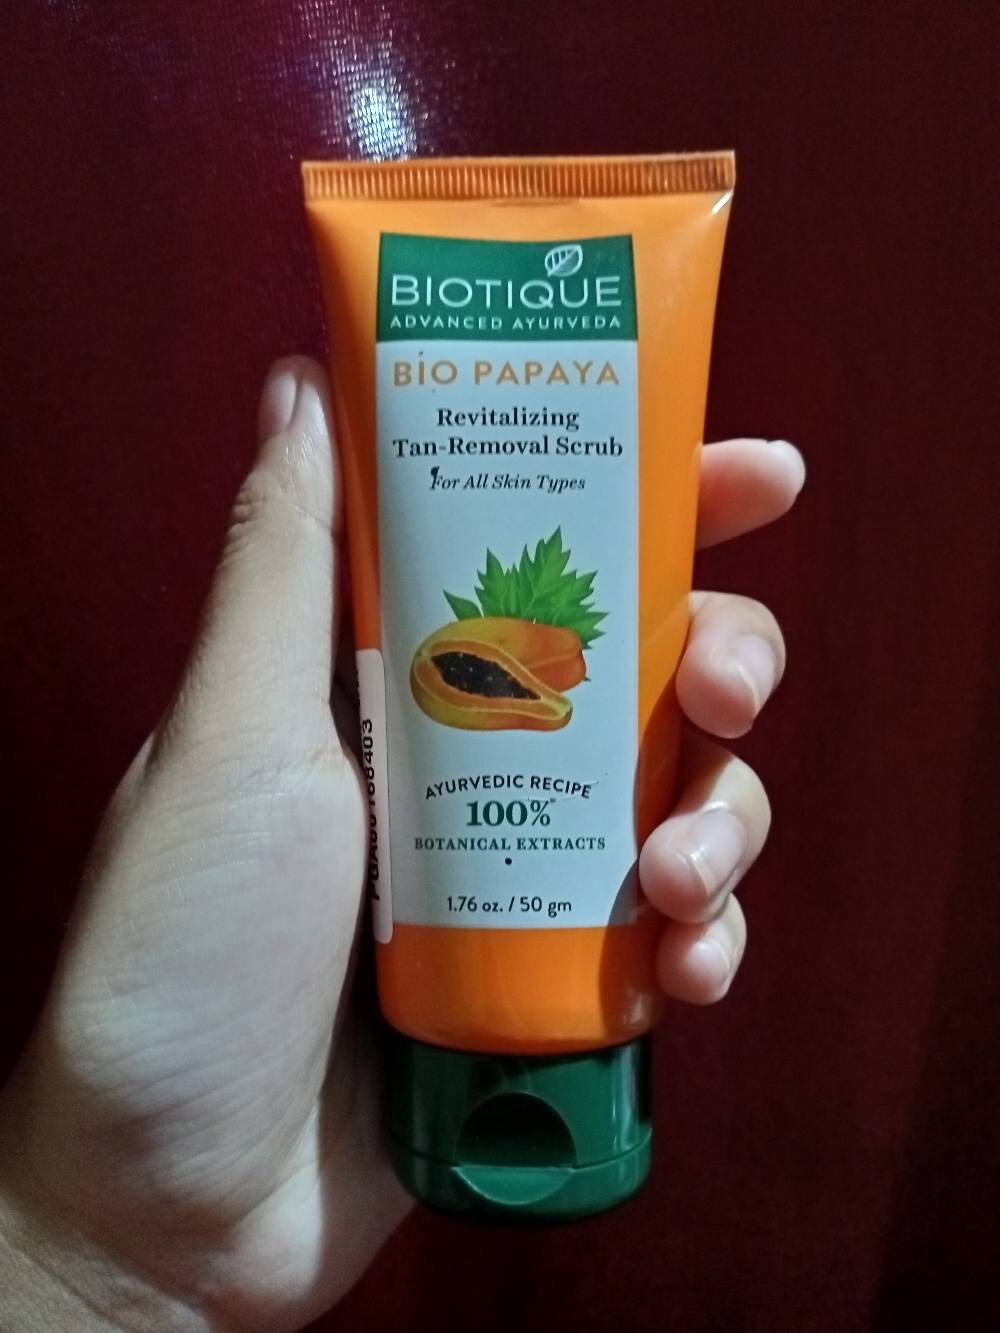 BIOTIQUE
ADVANCED AYURVEDA
BIO PAPAYA
Revitalizing
Tan-Removal Scrub
For All Skin Types
AYURVEDIC RECIPE
100%
BOTANICAL EXTRACTS
1.76 oz. / 50 gm